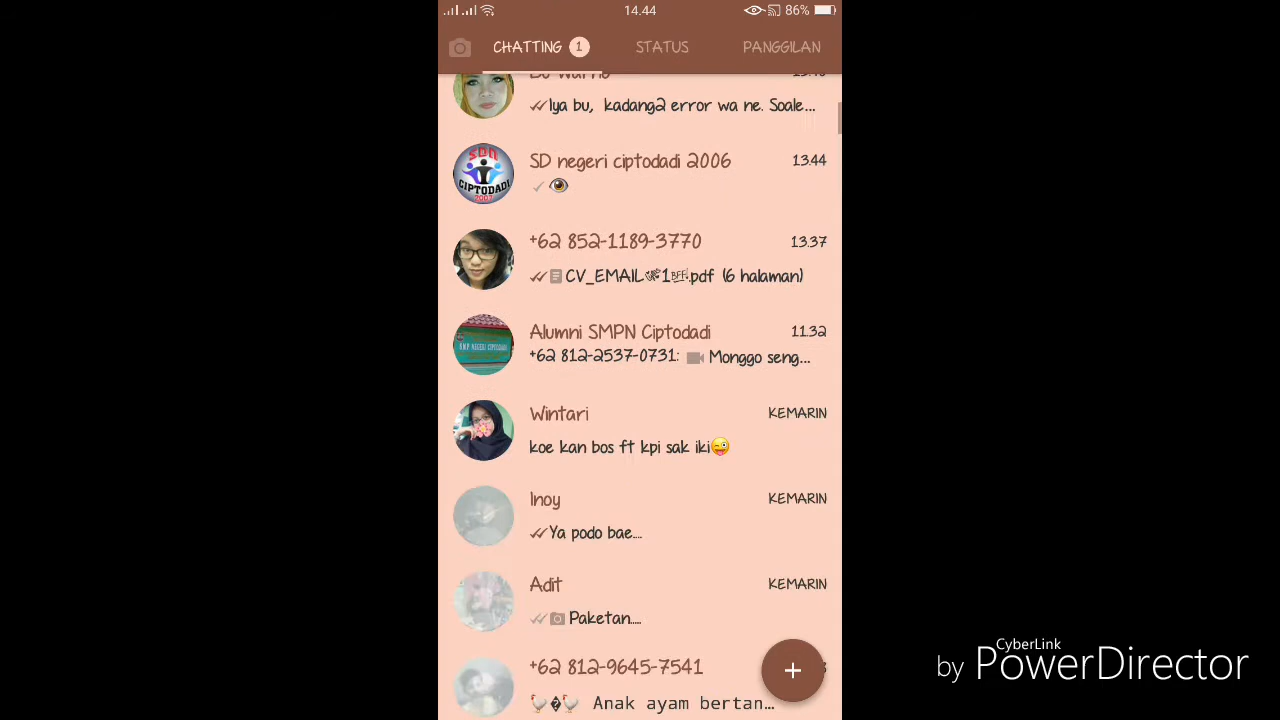 14.44
86%
CHATTING 1
STATUS
PANGGILAN
Iya bu, kadang2 error wa ne. Soale...
SD negeri ciptodadi 2006
13.44
SDN
CIPTODADI
+62 852-1189-3770
13.37
CV_EMAIL 1 .pdf (6 halaman)
Alumni SMPN Ciptodadi
11.32
+62 812-2537-0731: Monggo seng...
Wintari
KEMARIN
koe kan bos ft kpi sak iki😜
Inoy
KEMARIN
Ya podo bae....
Adit
KEMARIN
Paketan.....
+62 812-9645-7541
🐓�🐓 Anak ayam bertan...
+
CyberLink
by PowerDirector